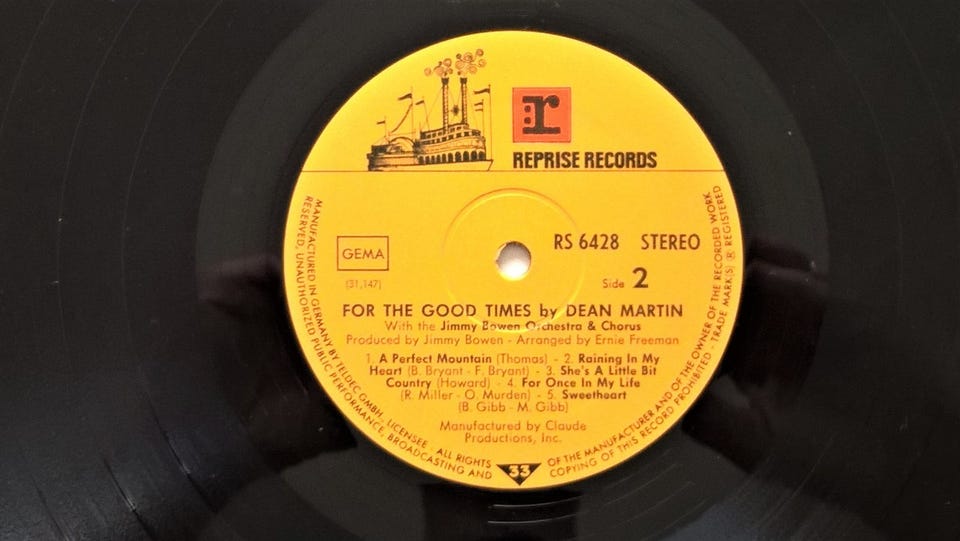 r
REPRISE RECORDS
GEMA
(31,147)
RS 6428 STEREO
Side 2
FOR THE GOOD TIMES by DEAN MARTIN
With the Jimmy Bowen Orchestra & Chorus
Produced by Jimmy Bowen - Arranged by Ernie Freeman
1. A Perfect Mountain (Thomas) - 2. Raining In My
Heart (B. Bryant - F. Bryant) - 3. She's A Little Bit
Country (Howard) - 4. For Once In My Life
(R. Miller - O. Murden) - 5. Sweetheart
(B. Gibb - M. Gibb)
Manufactured by Claude
Productions, Inc.
MANUFACTURED IN GERMANY BY TELDEC GMBH., LICENSEE . ALL RIGHTS
RESERVED, UNAUTHORIZED PUBLIC PERFORMANCE, BROADCASTING AND
33
OF THE MANUFACTURER AND OF THE OWNER OF THE RECORDED WORK
COPYING OF THIS RECORD PROHIBITED - TRADE MARK(S) ® REGISTERED